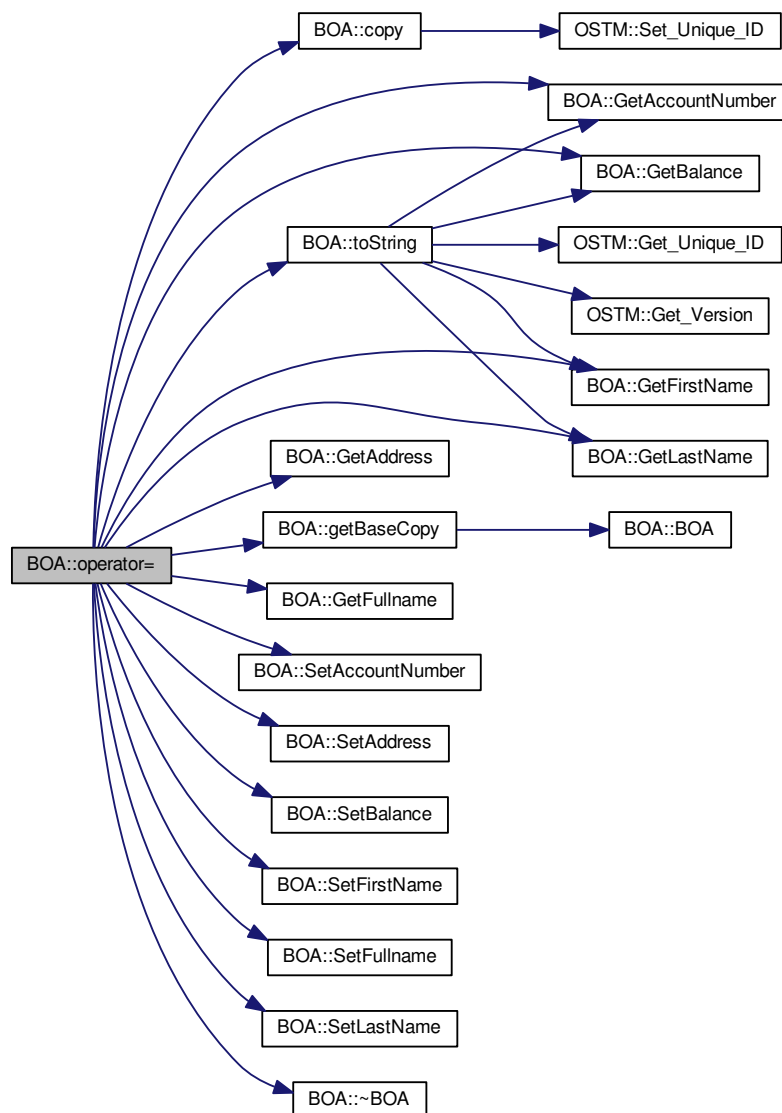 BOA::copy
OSTM::Set_Unique_ID
BOA::GetAccountNumber
BOA::GetBalance
BOA::toString
OSTM::Get_Unique_ID
OSTM::Get_Version
BOA::GetFirstName
BOA::GetAddress
BOA::GetLastName
BOA::getBaseCopy
BOA::BOA
BOA::operator=
BOA::GetFullname
BOA::SetAccountNumber
BOA::SetAddress
BOA::SetBalance
BOA::SetFirstName
BOA::SetFullname
BOA::SetLastName
BOA::~BOA